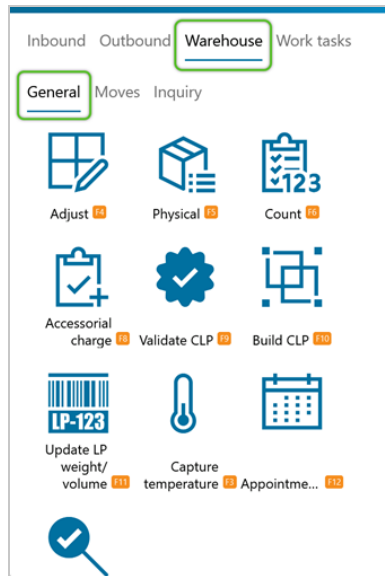 Inbound Outbound Warehouse Work tasks
General Moves Inquiry
123
Adjust F4 Physical F5 Count F6
Accessorial
charge F8 Validate CLP F9 Build CLP F10
LP-123
Update LP
weight/ Capture
volume F11 temperature F3 Appointme... F12